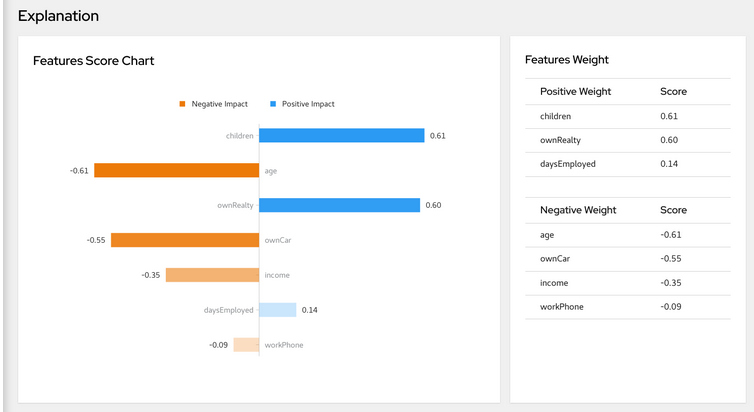 Explanation
Features Score Chart
Negative Impact Positive Impact
children 0.61
-0.61 age
ownRealty 0.60
-0.55 ownCar
-0.35 income
daysEmployed 0.14
-0.09 workPhone
Features Weight
Positive Weight Score
children 0.61
ownRealty 0.60
daysEmployed 0.14
Negative Weight Score
age -0.61
ownCar -0.55
income -0.35
workPhone -0.09